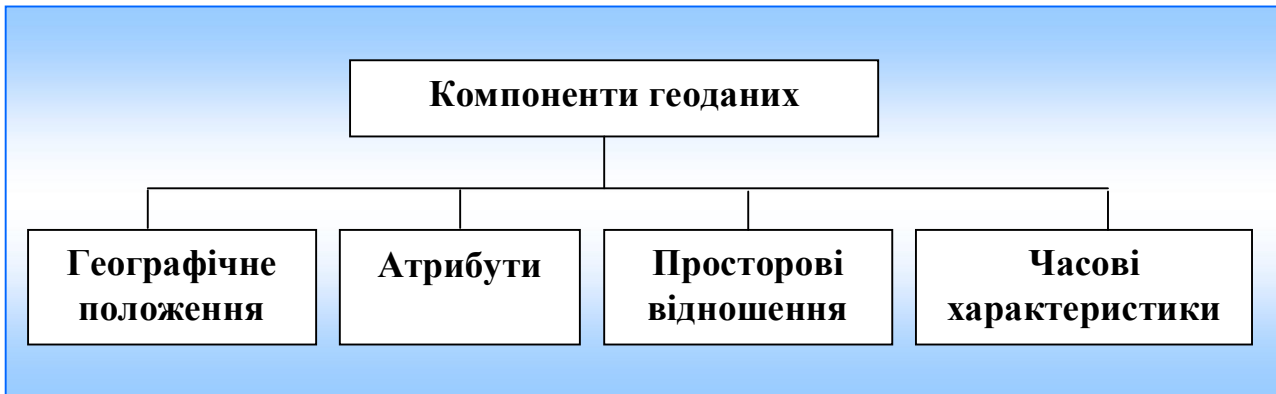 Компоненти геоданих
Географічне
положення
Атрибути
Просторові
відношення
Часові
характеристики